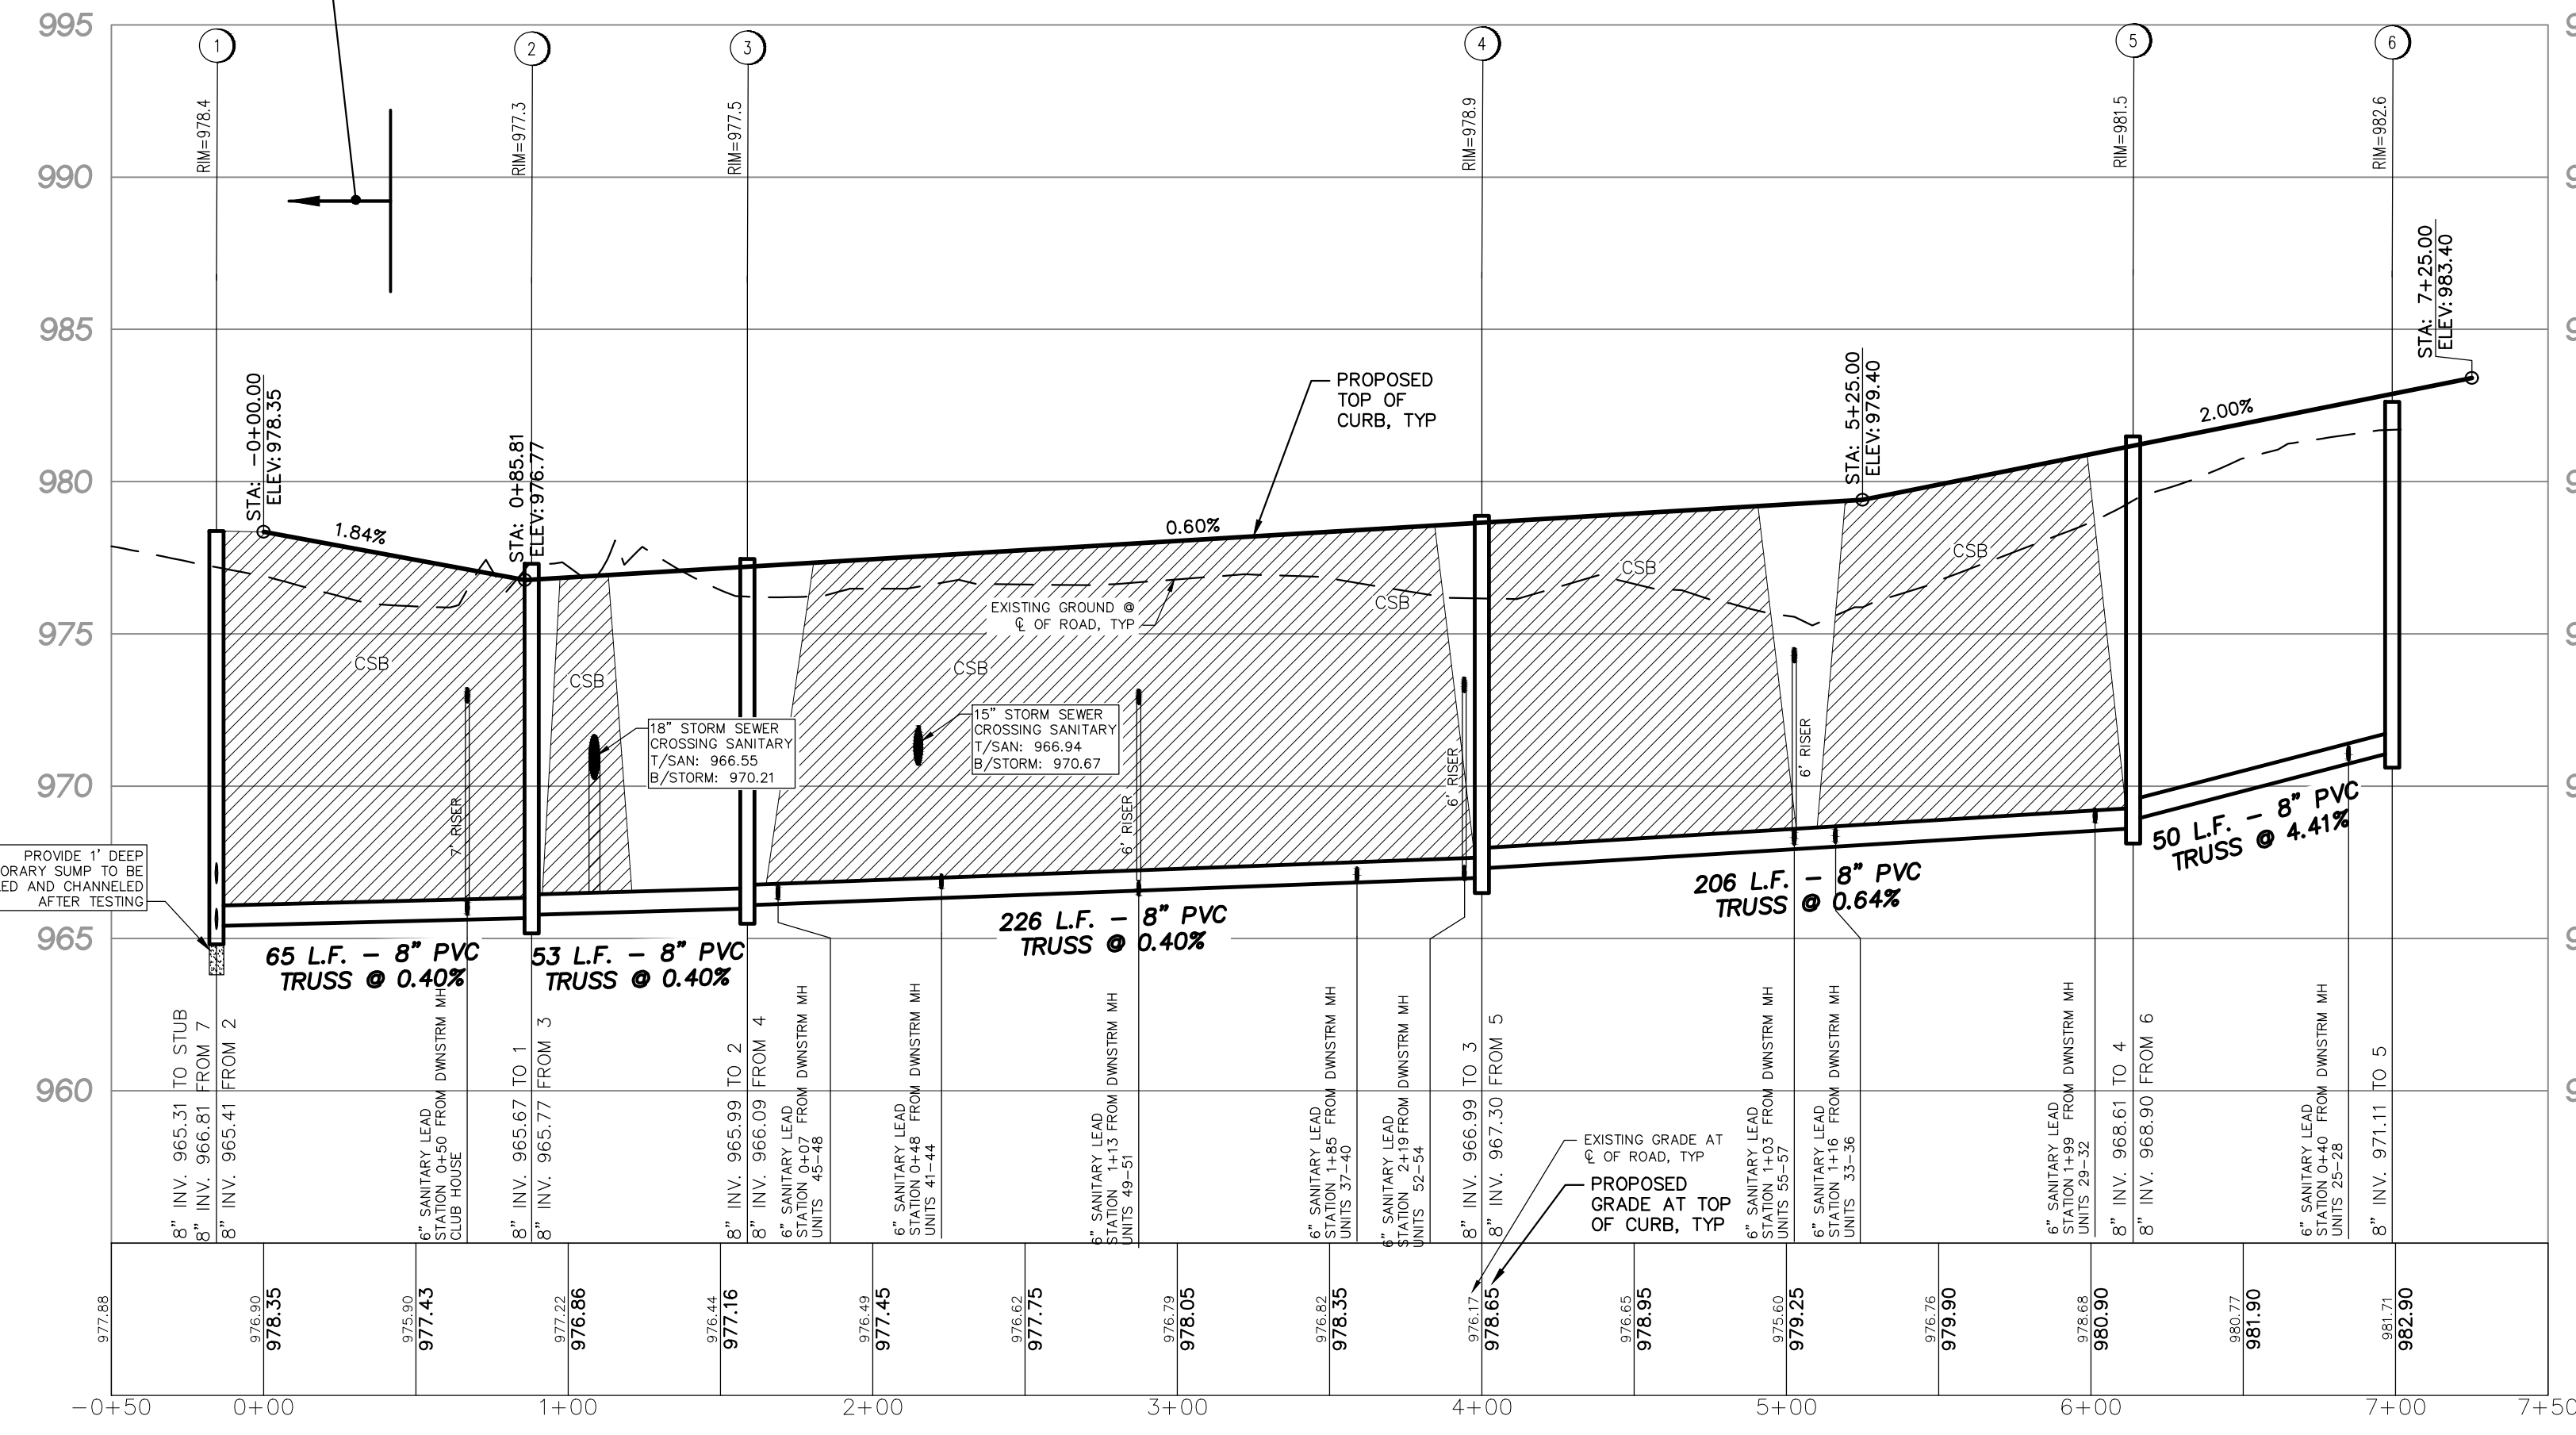 995
990
985
980
975
970
965
960
1
2
3
4
5
6
RIM=978.4
RIM=977.3
RIM=977.5
RIM=978.9
RIM=981.5
RIM=982.6
STA: -0+00.00
ELEV: 978.35
STA: 0+85.81
ELEV: 976.77
STA: 5+25.00
ELEV: 979.40
STA: 7+25.00
ELEV: 983.40
1.84%
0.60%
2.00%
PROPOSED
TOP OF
CURB, TYP
EXISTING GROUND @
℄ OF ROAD, TYP
CSB
CSB
CSB
CSB
CSB
CSB
18" STORM SEWER
CROSSING SANITARY
T/SAN: 966.55
B/STORM: 970.21
15" STORM SEWER
CROSSING SANITARY
T/SAN: 966.94
B/STORM: 970.67
7' RISER
6' RISER
6' RISER
6' RISER
PROVIDE 1' DEEP
ORARY SUMP TO BE
ED AND CHANNELED
AFTER TESTING
65 L.F. - 8" PVC
TRUSS @ 0.40%
53 L.F. - 8" PVC
TRUSS @ 0.40%
226 L.F. - 8" PVC
TRUSS @ 0.40%
206 L.F. - 8" PVC
TRUSS @ 0.64%
50 L.F. - 8" PVC
TRUSS @ 4.41%
8" INV. 965.31 TO STUB
8" INV. 966.81 FROM 7
8" INV. 965.41 FROM 2
6" SANITARY LEAD
STATION 0+50 FROM DWNSTRM MH
CLUB HOUSE
8" INV. 965.67 TO 1
8" INV. 965.77 FROM 3
8" INV. 965.99 TO 2
8" INV. 966.09 FROM 4
6" SANITARY LEAD
STATION 0+07 FROM DWNSTRM MH
UNITS 45-48
6" SANITARY LEAD
STATION 0+48 FROM DWNSTRM MH
UNITS 41-44
6" SANITARY LEAD
STATION 1+13 FROM DWNSTRM MH
UNITS 49-51
6" SANITARY LEAD
STATION 1+85 FROM DWNSTRM MH
UNITS 37-40
6" SANITARY LEAD
STATION 2+19 FROM DWNSTRM MH
UNITS 52-54
8" INV. 966.99 TO 3
8" INV. 967.30 FROM 5
EXISTING GRADE AT
℄ OF ROAD, TYP
PROPOSED
GRADE AT TOP
OF CURB, TYP
6" SANITARY LEAD
STATION 1+03 FROM DWNSTRM MH
UNITS 55-57
6" SANITARY LEAD
STATION 1+16 FROM DWNSTRM MH
UNITS 33-36
6" SANITARY LEAD
STATION 1+99 FROM DWNSTRM MH
UNITS 29-32
8" INV. 968.61 TO 4
8" INV. 968.90 FROM 6
6" SANITARY LEAD
STATION 0+40 FROM DWNSTRM MH
UNITS 25-28
8" INV. 971.11 TO 5
977.88
976.90
978.35
975.90
977.43
977.22
976.86
976.44
977.16
976.49
977.45
976.62
977.75
976.79
978.05
976.82
978.35
976.17
978.65
976.65
978.95
975.60
979.25
976.76
979.90
978.68
980.90
980.77
981.90
981.71
982.90
-0+50
0+00
1+00
2+00
3+00
4+00
5+00
6+00
7+00
7+50